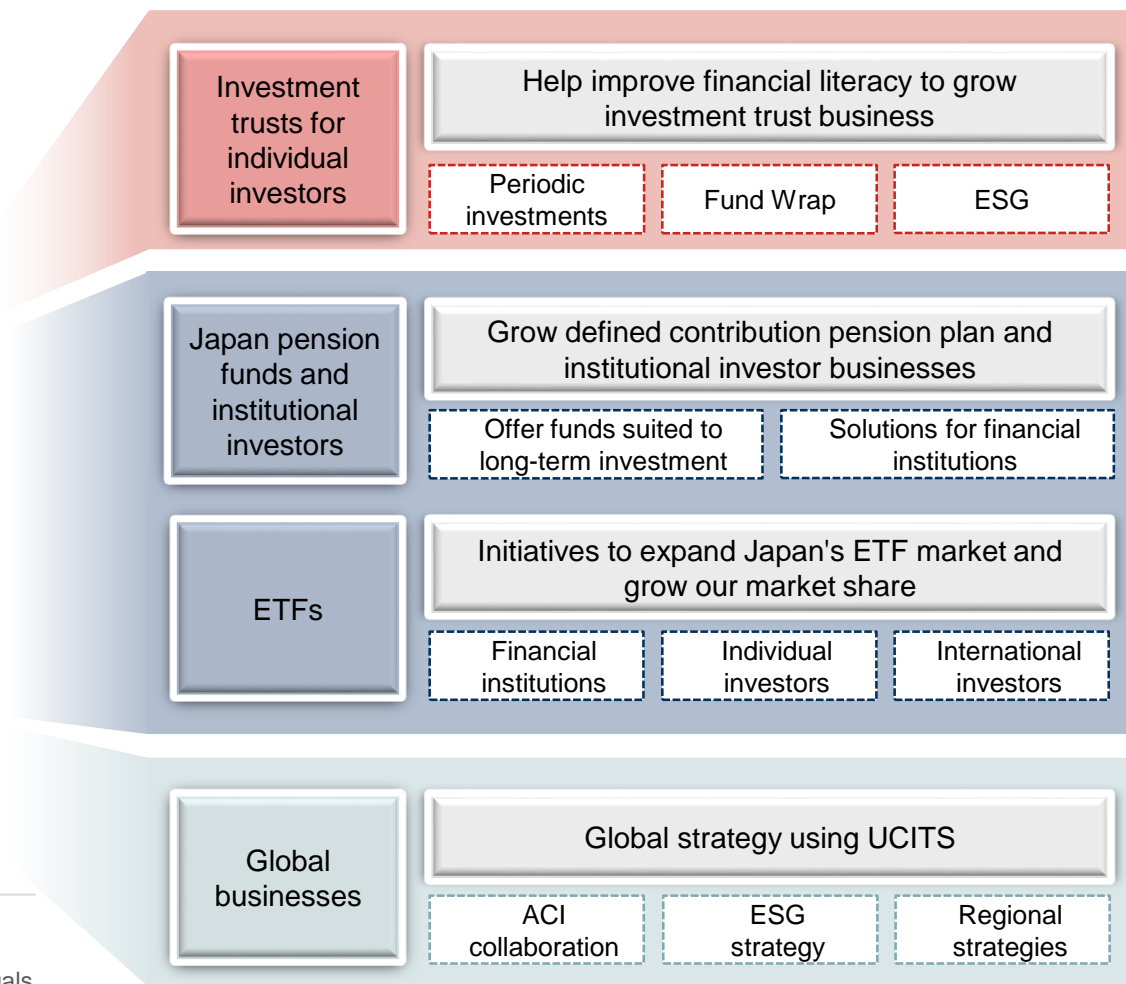 Investment
trusts for
individual
investors
Help improve financial literacy to grow
investment trust business
Periodic
investments
Fund Wrap
ESG
Japan pension
funds and
institutional
investors
Grow defined contribution pension plan and
institutional investor businesses
Offer funds suited to
long-term investment
Solutions for financial
institutions
ETFs
Initiatives to expand Japan's ETF market and
grow our market share
Financial
institutions
Individual
investors
International
investors
Global
businesses
Global strategy using UCITS
ACI
collaboration
ESG
strategy
Regional
strategies